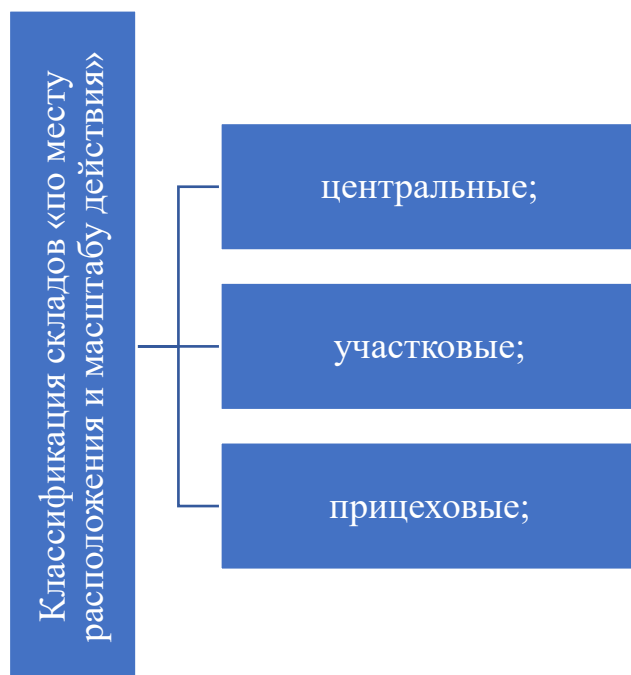 Классификация складов «по месту
расположения и масштабу действия»
центральные;
участковые;
прицеховые;